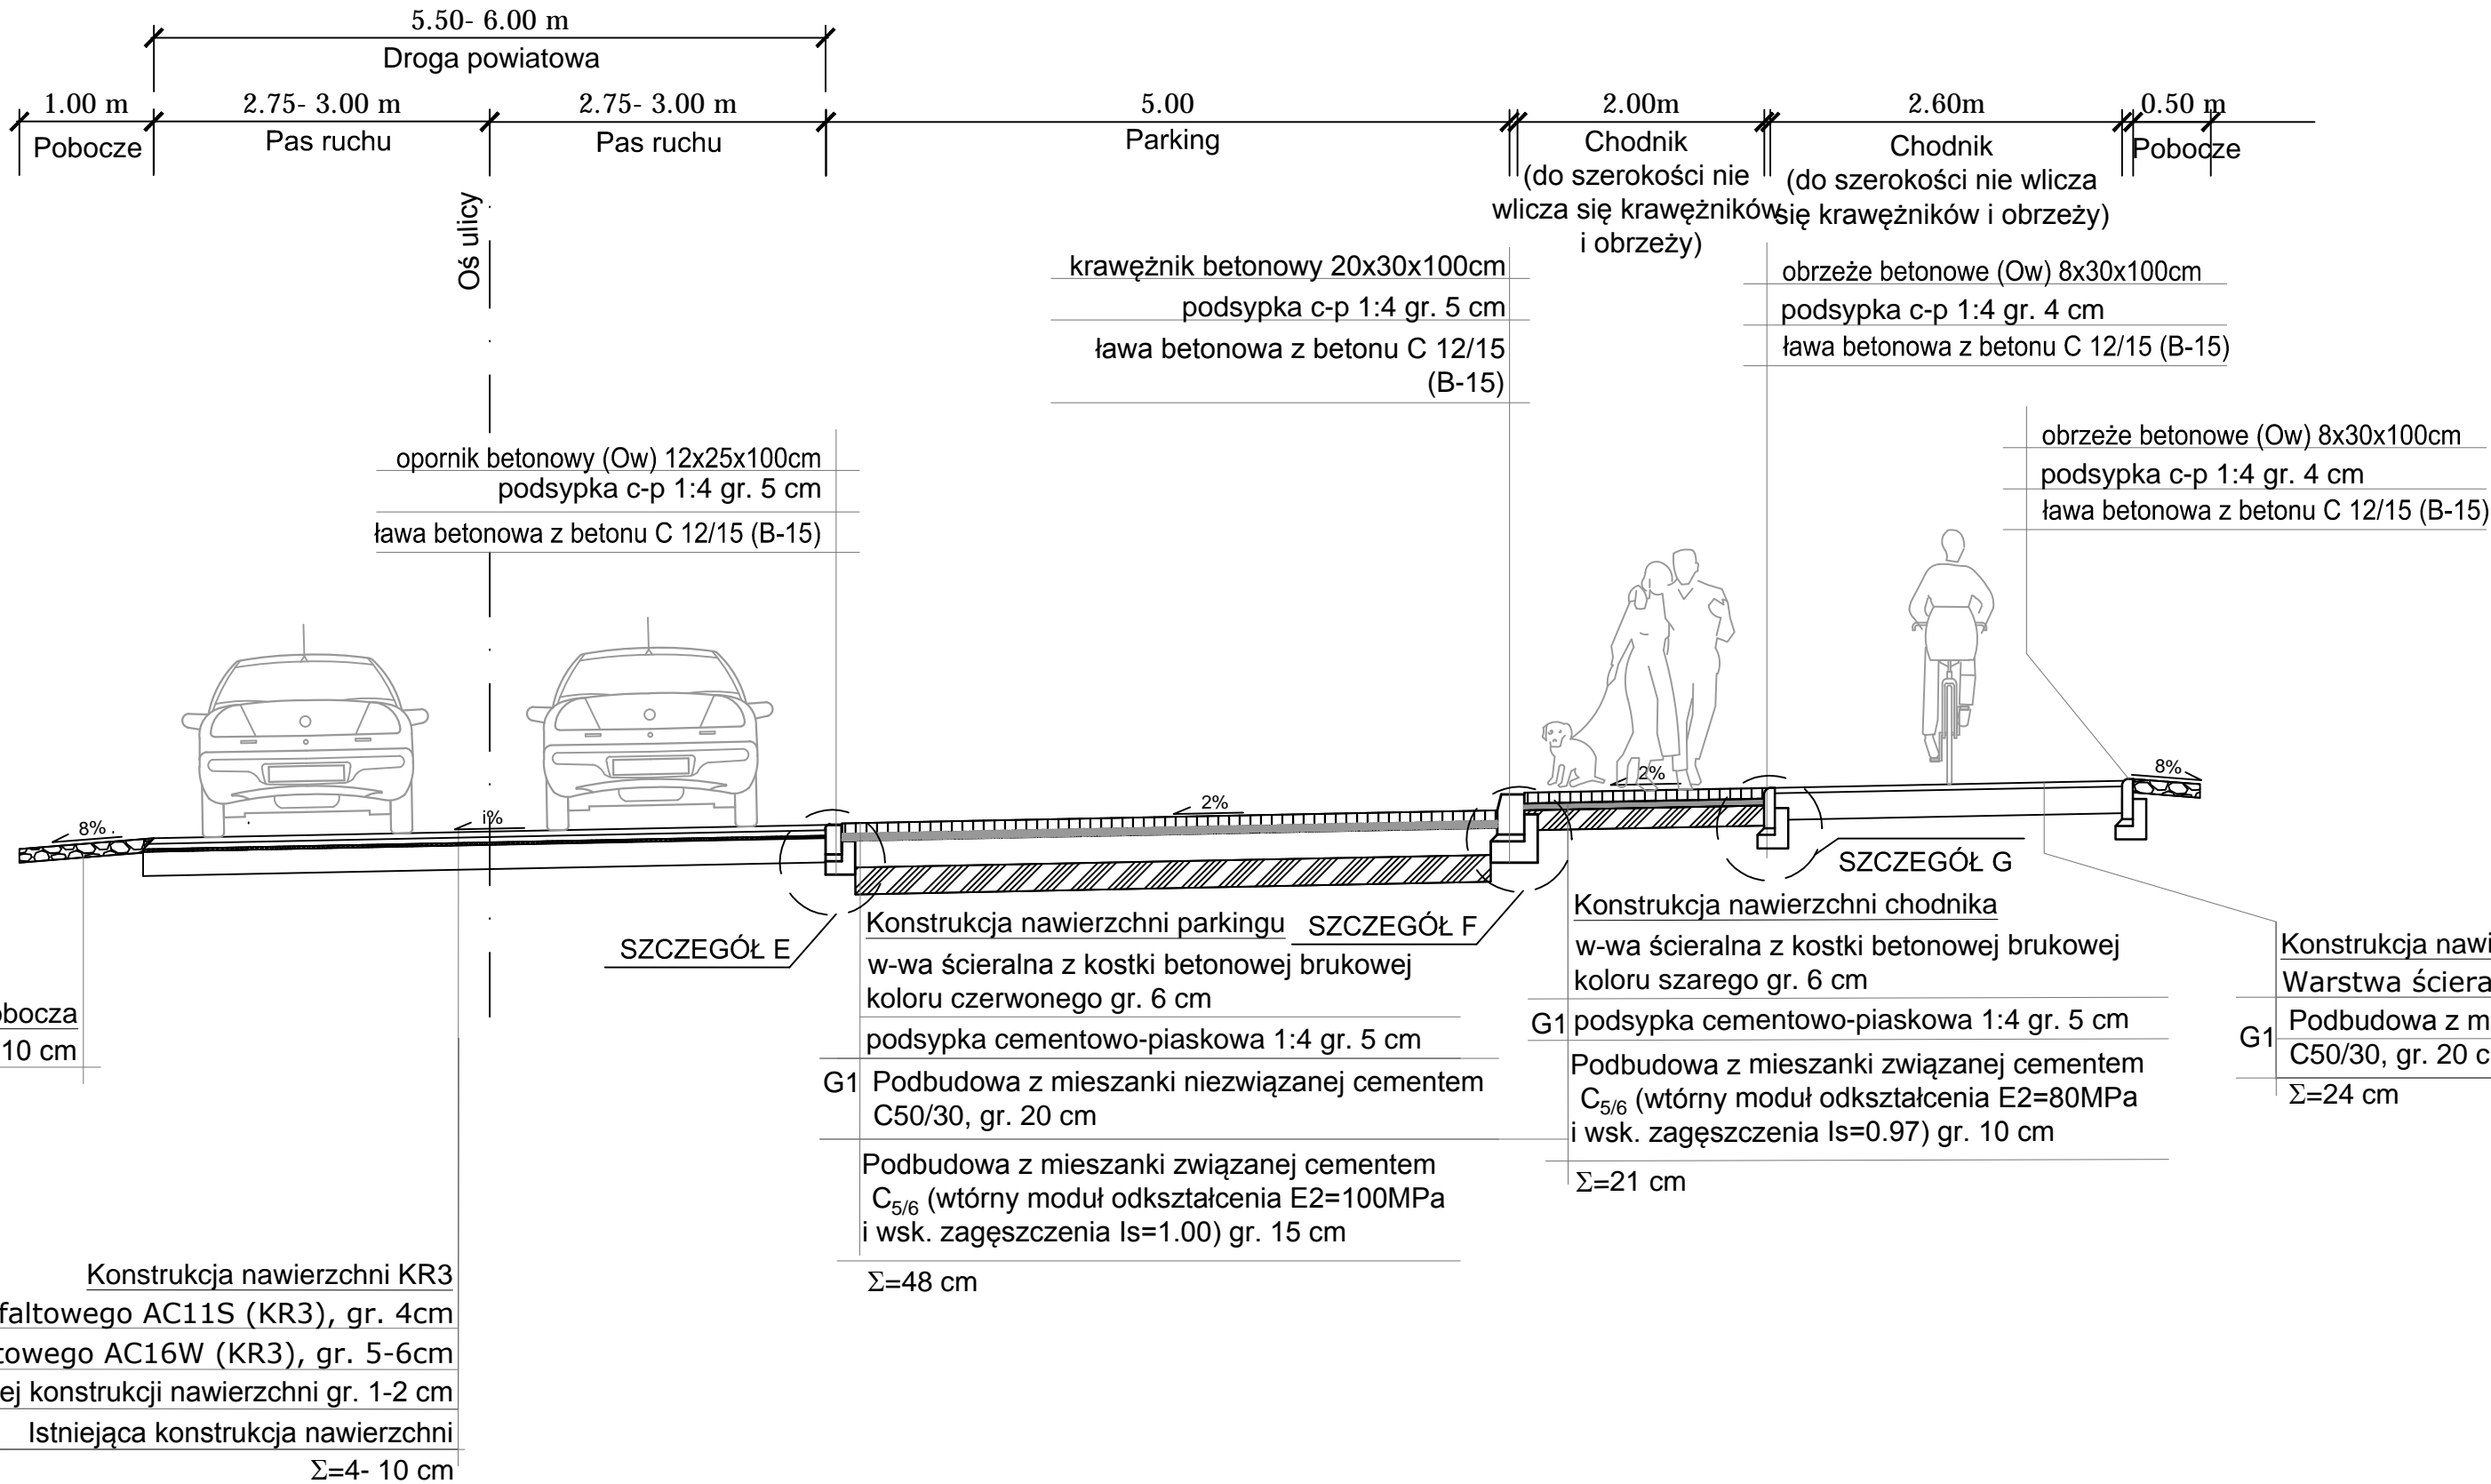 5.50- 6.00 m
Droga powiatowa
1.00 m
Pobocze
2.75- 3.00 m
Pas ruchu
2.75- 3.00 m
Pas ruchu
5.00
Parking
2.00m
Chodnik
(do szerokości nie
wlicza się krawężników
i obrzeży)
2.60m
Chodnik
(do szerokości nie wlicza
się krawężników i obrzeży)
0.50 m
Pobocze
Oś ulicy
krawężnik betonowy 20x30x100cm
podsypka c-p 1:4 gr. 5 cm
ława betonowa z betonu C 12/15
(B-15)
obrzeże betonowe (Ow) 8x30x100cm
podsypka c-p 1:4 gr. 4 cm
ława betonowa z betonu C 12/15 (B-15)
opornik betonowy (Ow) 12x25x100cm
podsypka c-p 1:4 gr. 5 cm
ława betonowa z betonu C 12/15 (B-15)
obrzeże betonowe (Ow) 8x30x100cm
podsypka c-p 1:4 gr. 4 cm
ława betonowa z betonu C 12/15 (B-15)
8%
i%
2%
2%
8%
SZCZEGÓŁ E
SZCZEGÓŁ F
SZCZEGÓŁ G
obocza
10 cm
Konstrukcja nawierzchni parkingu
w-wa ścieralna z kostki betonowej brukowej
koloru czerwonego gr. 6 cm
podsypka cementowo-piaskowa 1:4 gr. 5 cm
G1
Podbudowa z mieszanki niezwiązanej cementem
C50/30, gr. 20 cm
Podbudowa z mieszanki związanej cementem
C5/6 (wtórny moduł odkształcenia E2=100MPa
i wsk. zagęszczenia Is=1.00) gr. 15 cm
Σ=48 cm
Konstrukcja nawierzchni chodnika
w-wa ścieralna z kostki betonowej brukowej
koloru szarego gr. 6 cm
G1
podsypka cementowo-piaskowa 1:4 gr. 5 cm
Podbudowa z mieszanki związanej cementem
C5/6 (wtórny moduł odkształcenia E2=80MPa
i wsk. zagęszczenia Is=0.97) gr. 10 cm
Σ=21 cm
Konstrukcja nawi
Warstwa ściera
G1
Podbudowa z m
C50/30, gr. 20 c
Σ=24 cm
Konstrukcja nawierzchni KR3
faltowego AC11S (KR3), gr. 4cm
towego AC16W (KR3), gr. 5-6cm
ej konstrukcji nawierzchni gr. 1-2 cm
Istniejąca konstrukcja nawierzchni
Σ=4- 10 cm